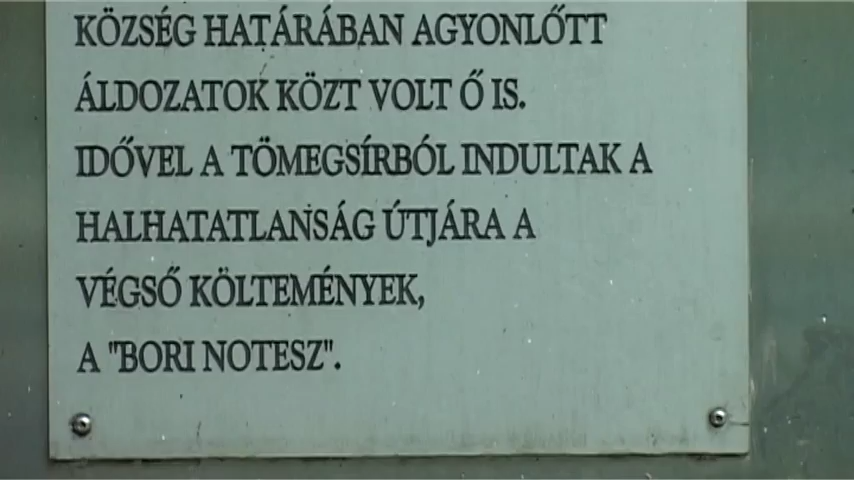 KÖZSÉG HATÁRÁBAN AGYONLŐTT
ÁLDOZATOK KÖZT VOLT Ő IS.
IDŐVEL A TÖMEGSÍRBÓL INDULTAK A
HALHATATLANSÁG ÚTJÁRA A
VÉGSŐ KÖLTEMÉNYEK,
A "BORI NOTESZ".